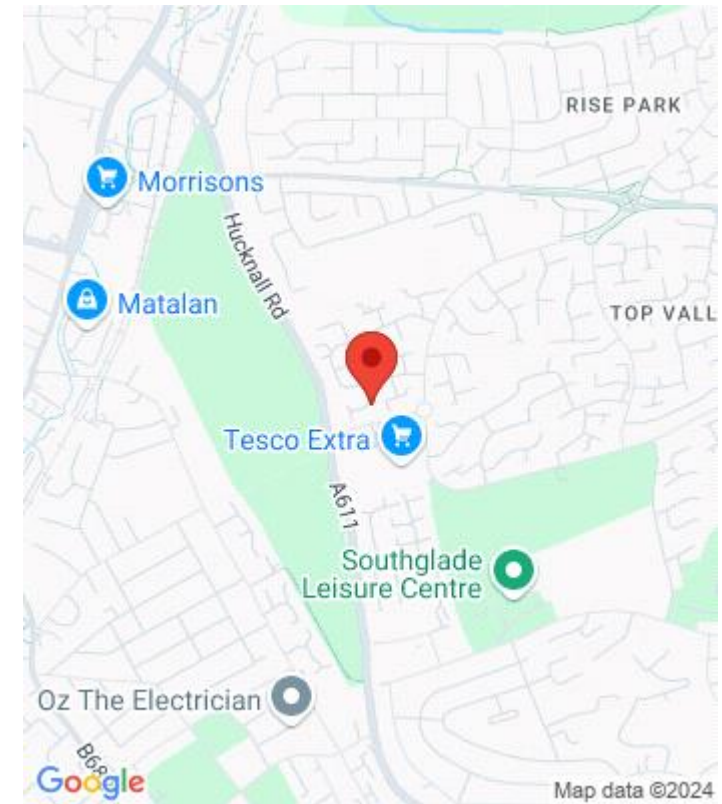 RISE PARK
Morrisons
Hucknall Rd
Matalan
TOP VALL
Tesco Extra
A611
Southglade
Leisure Centre
Oz The Electrician
B68
Google
Map data ©2024